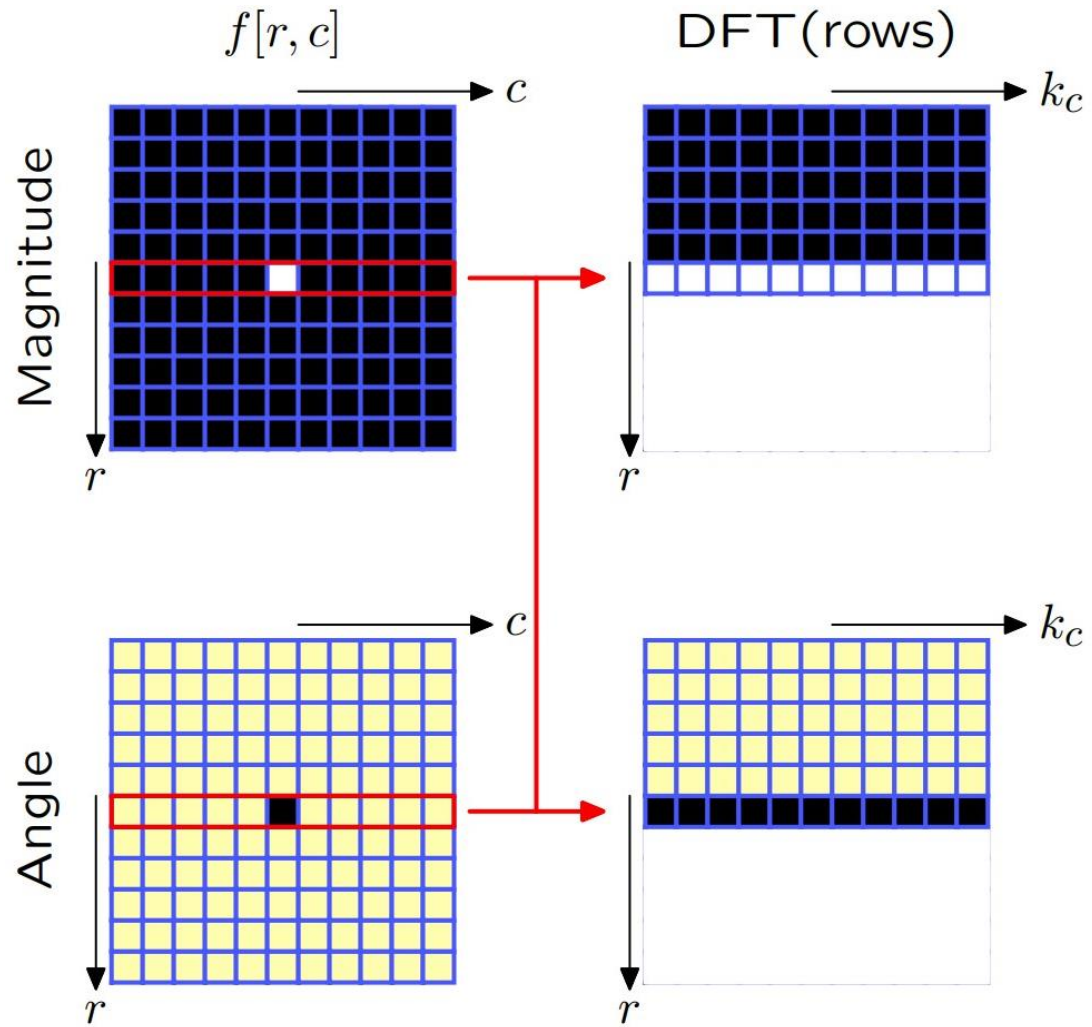 f[r, c]
DFT(rows)
c
k_c
Magnitude
r
r
c
k_c
Angle
r
r